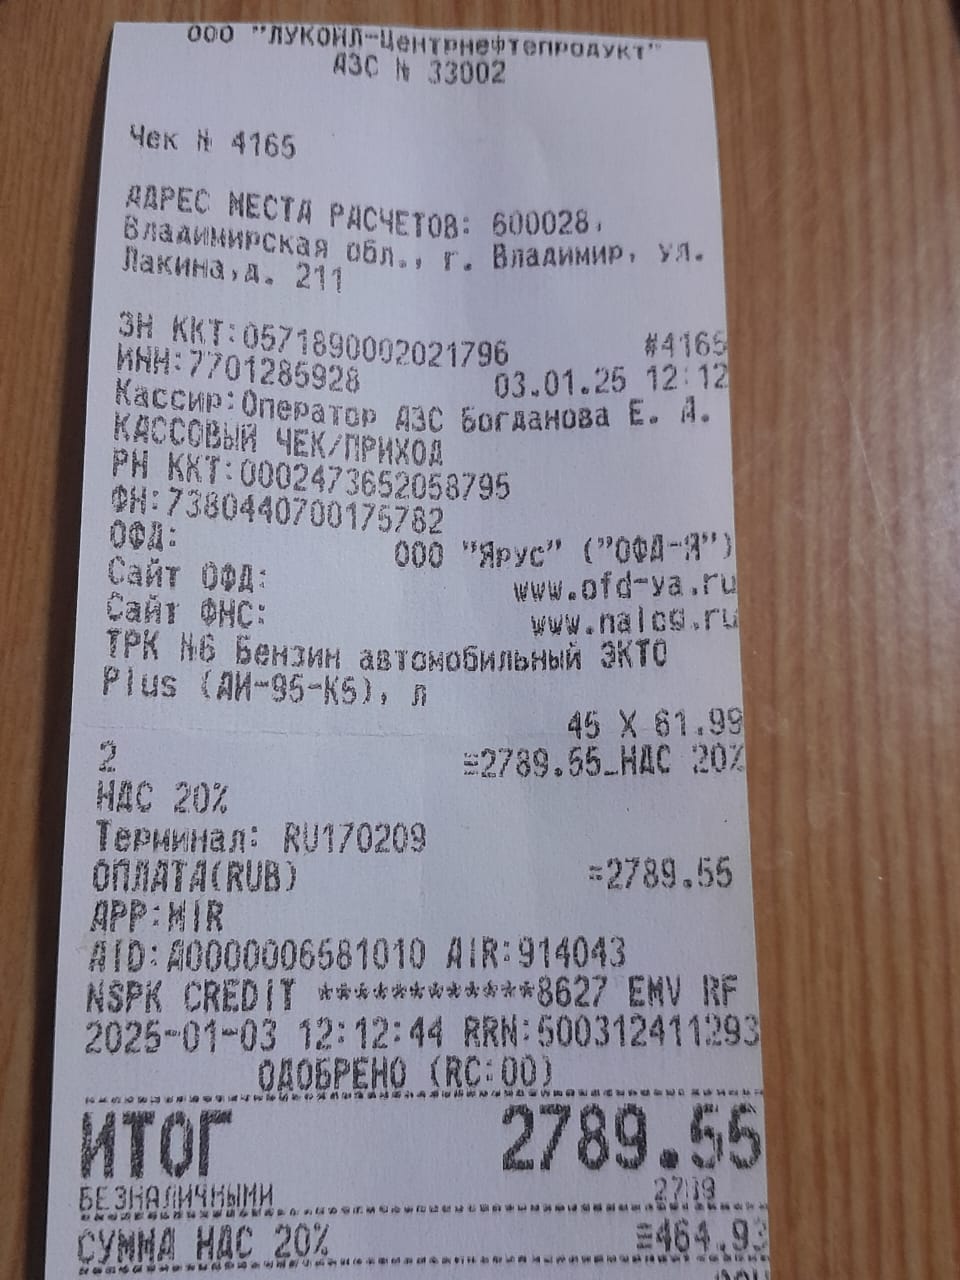 ООО "ЛУКОЙЛ-Центрнефтепродукт"
АЗС № 33002
Чек № 4165
АДРЕС МЕСТА РАСЧЕТОВ: 600028,
Владимирская обл., г. Владимир, ул.
Лакина,д. 211
ЗН ККТ:0571890002021796 #4165
ИНН:7701285928 03.01.25 12:12
Кассир:Оператор АЗС Богданова Е. А.
КАССОВЫЙ ЧЕК/ПРИХОД
РН ККТ:0002473652058795
ФН:7380440700175782
ОФД: ООО "Ярус" ("ОФД-Я")
Сайт ОФД: www.ofd-ya.ru
Сайт ФНС: www.nalog.ru
ТРК №6 Бензин автомобильный ЭКТО
Plus (АИ-95-К5), л
45 X 61.99
2 =2789.55_НДС 20%
НДС 20%
Терминал: RU170209
ОПЛАТА(RUB) =2789.55
APP:MIR
AID:A0000006581010 AIR:914043
NSPK CREDIT ************8627 EMV RF
2025-01-03 12:12:44 RRN:500312411293
ОДОБРЕНО (RC:00)
ИТОГ 2789.55
БЕЗНАЛИЧНЫМИ
СУММА НДС 20% =464.93